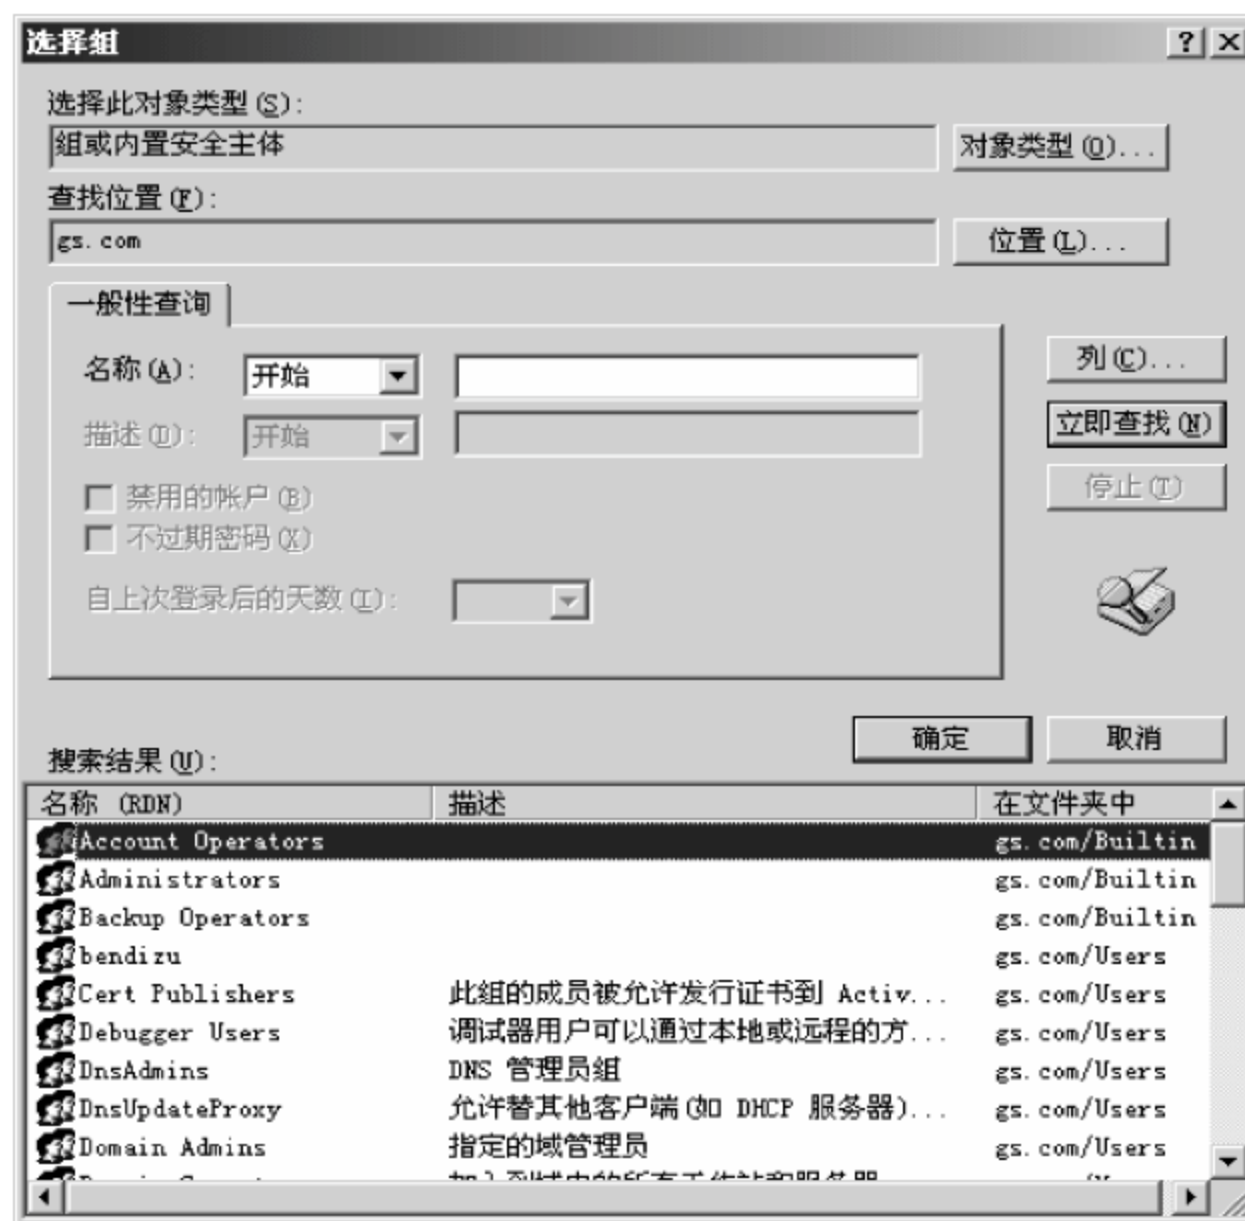 选择组
选择此对象类型(S):
组或内置安全主体 对象类型(O)...
查找位置(F):
gs.com 位置(L)...
一般性查询
名称(A): 开始 列(C)...
描述(D): 开始 立即查找(N)
禁用的帐户(B) 停止(T)
不过期密码(X)
自上次登录后的天数(I):
确定 取消
搜索结果(U):
名称 (RDN) 描述 在文件夹中
Account Operators gs.com/Builtin
Administrators gs.com/Builtin
Backup Operators gs.com/Builtin
bendizu gs.com/Users
Cert Publishers 此组的成员被允许发行证书到 Activ... gs.com/Users
Debugger Users 调试器用户可以通过本地或远程的方... gs.com/Users
DnsAdmins DNS 管理员组 gs.com/Users
DnsUpdateProxy 允许替其他客户端(如 DHCP 服务器)... gs.com/Users
Domain Admins 指定的域管理员 gs.com/Users